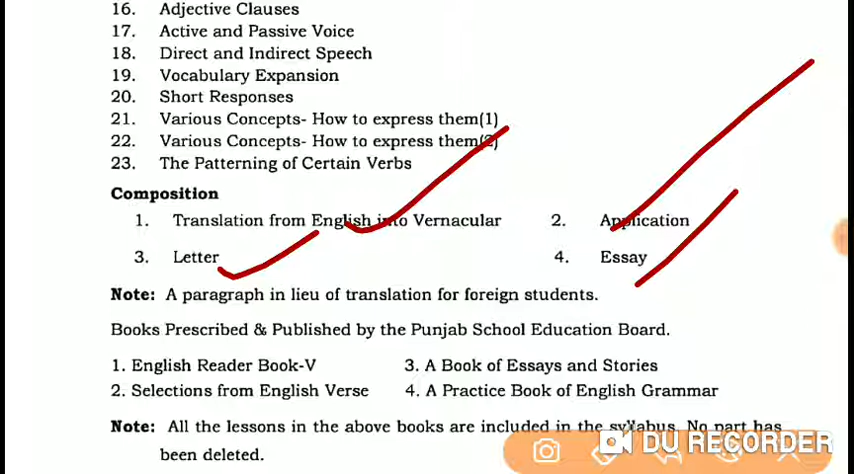 16. Adjective Clauses
17. Active and Passive Voice
18. Direct and Indirect Speech
19. Vocabulary Expansion
20. Short Responses
21. Various Concepts- How to express them(1)
22. Various Concepts- How to express them(2)
23. The Patterning of Certain Verbs
Composition
1. Translation from English into Vernacular 2. Application
3. Letter 4. Essay
Note: A paragraph in lieu of translation for foreign students.
Books Prescribed & Published by the Punjab School Education Board.
1. English Reader Book-V 3. A Book of Essays and Stories
2. Selections from English Verse 4. A Practice Book of English Grammar
Note: All the lessons in the above books are included in the syllabus. No part has
been deleted.
DU RECORDER